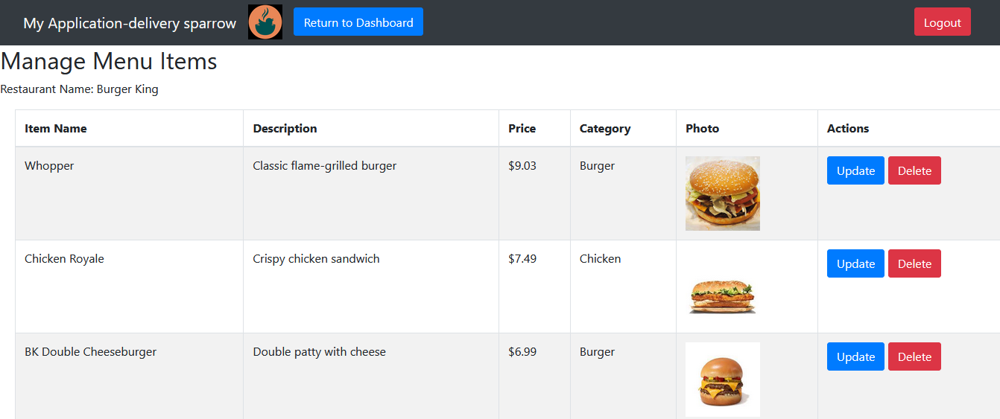 My Application-delivery sparrow Return to Dashboard Logout
Manage Menu Items
Restaurant Name: Burger King
Item Name Description Price Category Photo Actions
Whopper Classic flame-grilled burger $9.03 Burger Update Delete
Chicken Royale Crispy chicken sandwich $7.49 Chicken Update Delete
BK Double Cheeseburger Double patty with cheese $6.99 Burger Update Delete